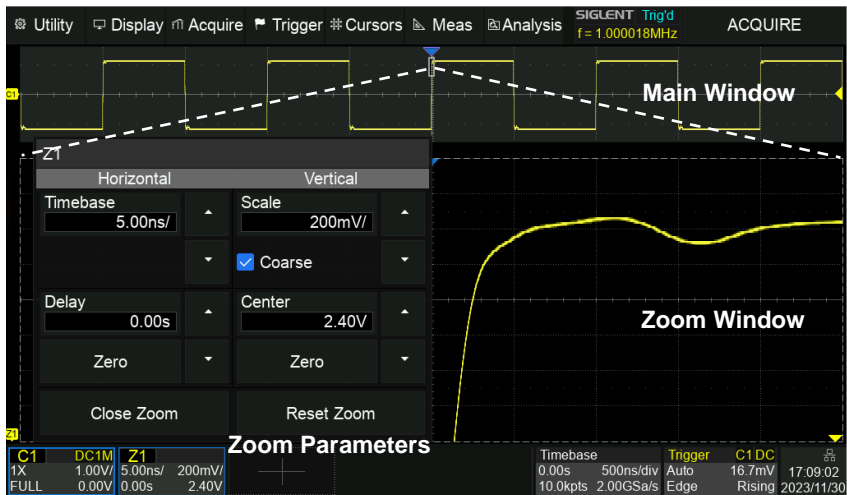 Utility Display Acquire Trigger Cursors Meas Analysis SIGLENT Trig'd ACQUIRE
f = 1.000018MHz
C1
Main Window
Z1
Horizontal Vertical
Timebase Scale
5.00ns/ 200mV/
Coarse
Delay Center
0.00s 2.40V
Zoom Window
Zero Zero
Close Zoom Reset Zoom
Z1
Zoom Parameters
C1 DC1M Z1 Timebase Trigger C1 DC
1X 1.00V/ 5.00ns/ 200mV/ 0.00s 500ns/div Auto 16.7mV 17:09:02
FULL 0.00V 0.00s 2.40V 10.0kpts 2.00GSa/s Edge Rising 2023/11/30